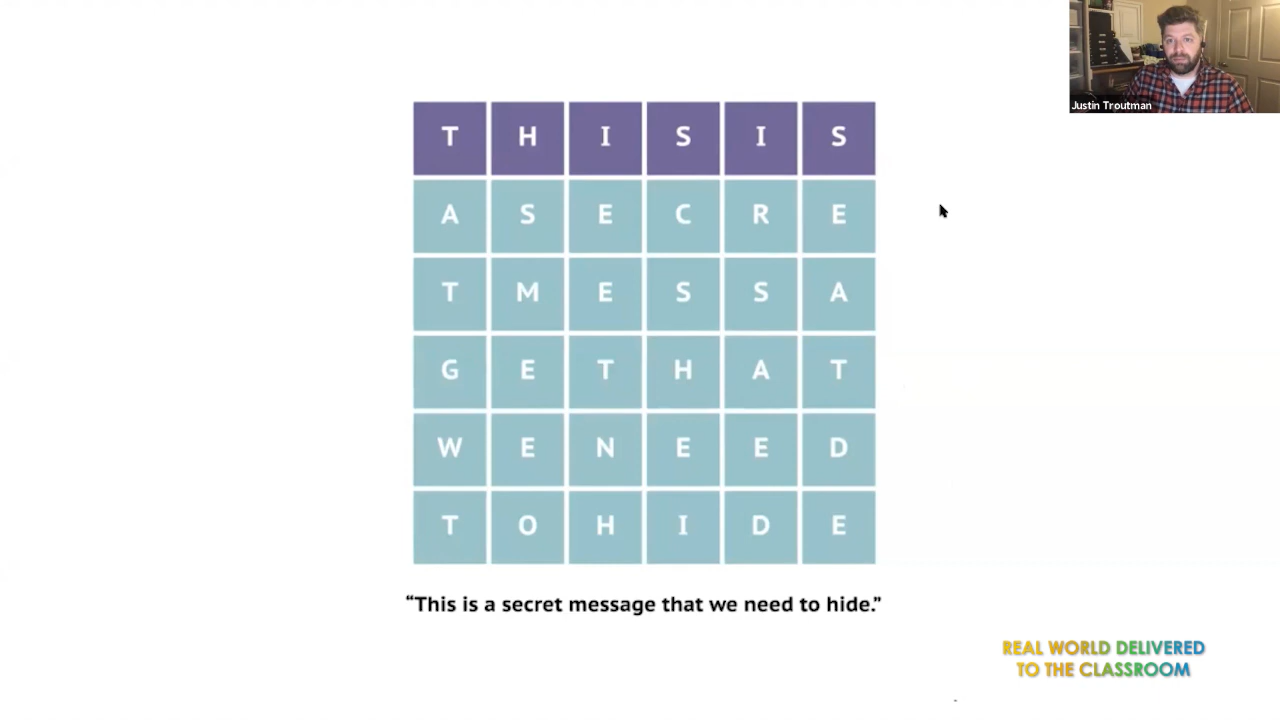 Justin Troutman
T H I S I S
A S E C R E
T M E S S A
G E T H A T
W E N E E D
T O H I D E
“This is a secret message that we need to hide.”
REAL WORLD DELIVERED
TO THE CLASSROOM